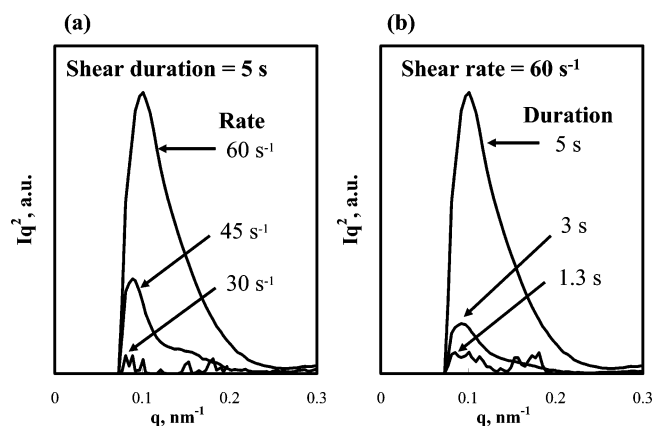 (a)
Shear duration = 5 s
Rate
60 s⁻¹
45 s⁻¹
30 s⁻¹
Iq², a.u.
0 0.1 0.2 0.3
q, nm⁻¹
(b)
Shear rate = 60 s⁻¹
Duration
5 s
3 s
1.3 s
Iq², a.u.
0 0.1 0.2 0.3
q, nm⁻¹